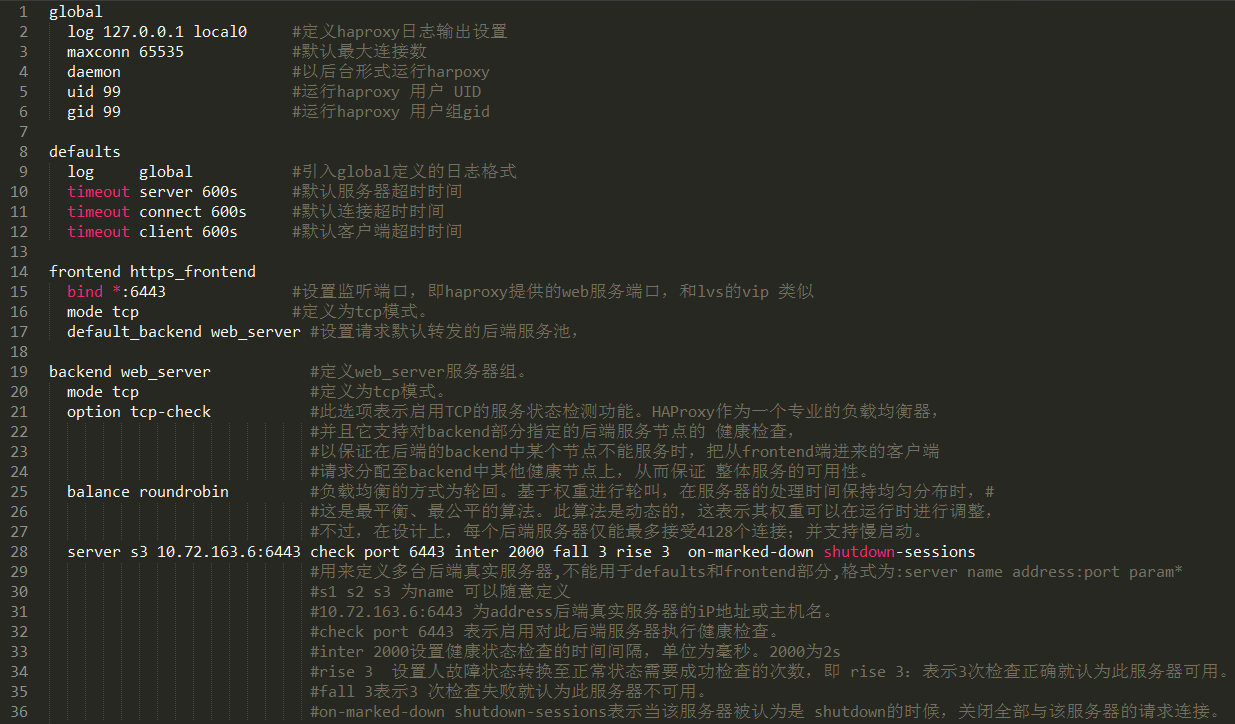 1 global
2 log 127.0.0.1 local0 #定义haproxy日志输出设置
3 maxconn 65535 #默认最大连接数
4 daemon #以后台形式运行harpoxy
5 uid 99 #运行haproxy 用户 UID
6 gid 99 #运行haproxy 用户组gid
7
8 defaults
9 log global #引入global定义的日志格式
10 timeout server 600s #默认服务器超时时间
11 timeout connect 600s #默认连接超时时间
12 timeout client 600s #默认客户端超时时间
13
14 frontend https_frontend
15 bind *:6443 #设置监听端口，即haproxy提供的web服务端口，和lvs的vip 类似
16 mode tcp #定义为tcp模式。
17 default_backend web_server #设置请求默认转发的后端服务池，
18
19 backend web_server #定义web_server服务器组。
20 mode tcp #定义为tcp模式。
21 option tcp-check #此选项表示启用TCP的服务状态检测功能。HAProxy作为一个专业的负载均衡器，
22 #并且它支持对backend部分指定的后端服务节点的 健康检查，
23 #以保证在后端的backend中某个节点不能服务时，把从frontend端进来的客户端
24 #请求分配至backend中其他健康节点上，从而保证 整体服务的可用性。
25 balance roundrobin #负载均衡的方式为轮回。基于权重进行轮叫，在服务器的处理时间保持均匀分布时，#
26 #这是最平衡、最公平的算法。此算法是动态的，这表示其权重可以在运行时进行调整，
27 #不过，在设计上，每个后端服务器仅能最多接受4128个连接；并支持慢启动。
28 server s3 10.72.163.6:6443 check port 6443 inter 2000 fall 3 rise 3 on-marked-down shutdown-sessions
29 #用来定义多台后端真实服务器,不能用于defaults和frontend部分,格式为:server name address:port param*
30 #s1 s2 s3 为name 可以随意定义
31 #10.72.163.6:6443 为address后端真实服务器的iP地址或主机名。
32 #check port 6443 表示启用对此后端服务器执行健康检查。
33 #inter 2000设置健康状态检查的时间间隔，单位为毫秒。2000为2s
34 #rise 3 设置人故障状态转换至正常状态需要成功检查的次数，即 rise 3：表示3次检查正确就认为此服务器可用。
35 #fall 3表示3 次检查失败就认为此服务器不可用。
36 #on-marked-down shutdown-sessions表示当该服务器被认为是 shutdown的时候，关闭全部与该服务器的请求连接。